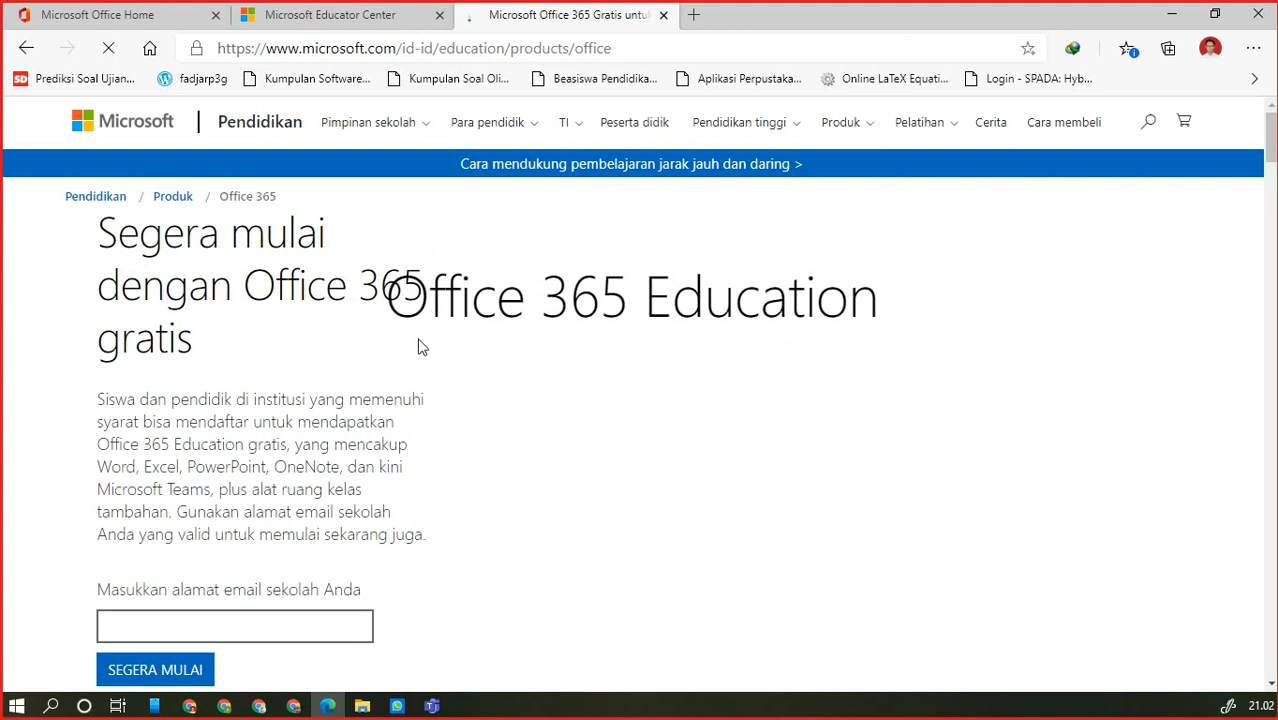 Microsoft Office Home
Microsoft Educator Center
Microsoft Office 365 Gratis untu
https://www.microsoft.com/id-id/education/products/office
SD Prediksi Soal Ujian...
fadjarp3g
Kumpulan Software...
Kumpulan Soal Oli...
Beasiswa Pendidika...
Aplikasi Perpustaka...
Online LaTeX Equati...
Login - SPADA: Hyb...
Microsoft
Pendidikan
Pimpinan sekolah
Para pendidik
TI
Peserta didik
Pendidikan tinggi
Produk
Pelatihan
Cerita
Cara membeli
Cara mendukung pembelajaran jarak jauh dan daring >
Pendidikan / Produk / Office 365
Segera mulai
dengan Office 365
gratis
Office 365 Education
Siswa dan pendidik di institusi yang memenuhi
syarat bisa mendaftar untuk mendapatkan
Office 365 Education gratis, yang mencakup
Word, Excel, PowerPoint, OneNote, dan kini
Microsoft Teams, plus alat ruang kelas
tambahan. Gunakan alamat email sekolah
Anda yang valid untuk memulai sekarang juga.
Masukkan alamat email sekolah Anda
SEGERA MULAI
21.02